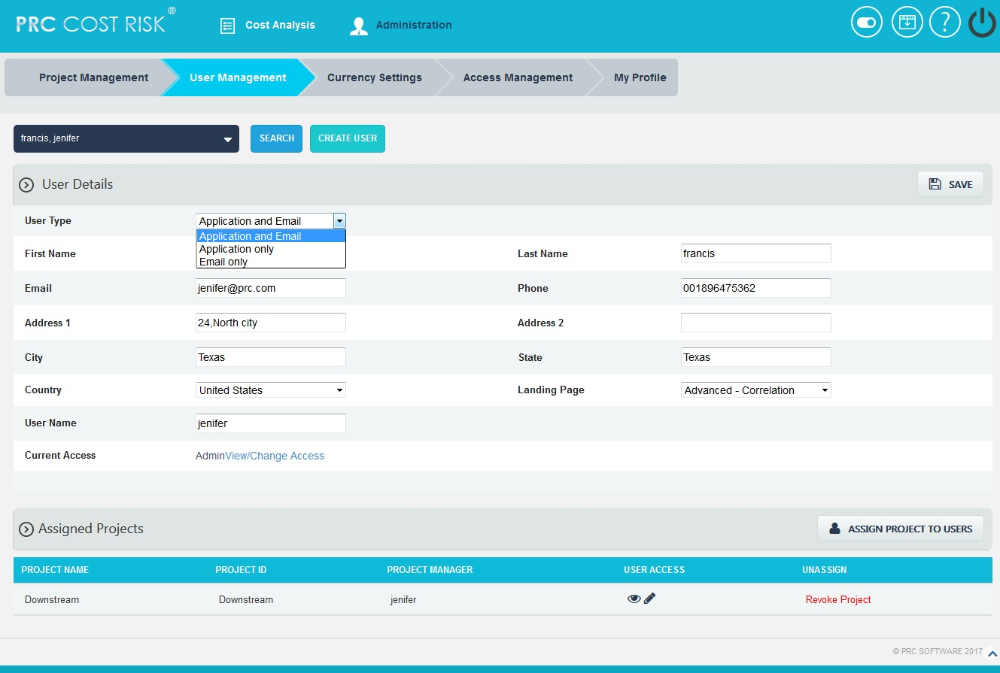 PRC COST RISK®
Cost Analysis
Administration
?
Project Management
User Management
Currency Settings
Access Management
My Profile
francis, jenifer
SEARCH
CREATE USER
User Details
SAVE
User Type
Application and Email
Application and Email
Application only
Email only
First Name
Last Name
francis
Email
jenifer@prc.com
Phone
001896475362
Address 1
24,North city
Address 2
City
Texas
State
Texas
Country
United States
Landing Page
Advanced - Correlation
User Name
jenifer
Current Access
AdminView/Change Access
Assigned Projects
ASSIGN PROJECT TO USERS
PROJECT NAME
PROJECT ID
PROJECT MANAGER
USER ACCESS
UNASSIGN
Downstream
Downstream
jenifer
Revoke Project
© PRC SOFTWARE 2017